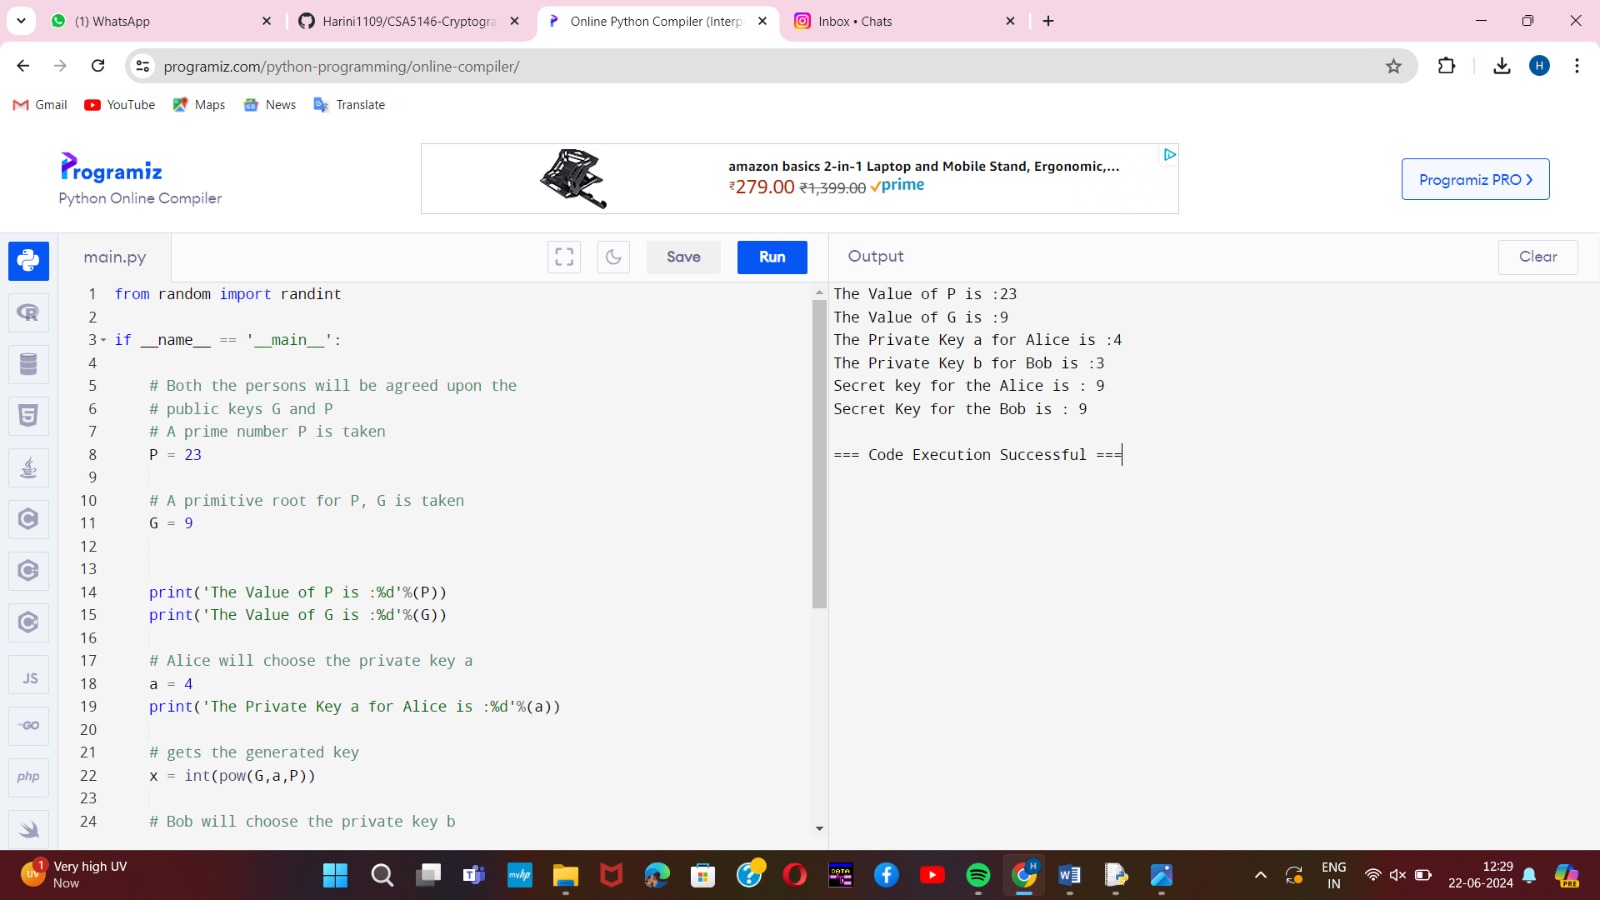 (1) WhatsApp
Harini1109/CSA5146-Cryptogra
Online Python Compiler (Interp
Inbox • Chats
programiz.com/python-programming/online-compiler/
H
Gmail
YouTube
Maps
News
Translate
Programiz
Python Online Compiler
amazon basics 2-in-1 Laptop and Mobile Stand, Ergonomic,...
₹279.00 ₹1,399.00 prime
Programiz PRO
main.py
Save
Run
Output
Clear
1 from random import randint
2
3 if __name__ == '__main__':
4
5 # Both the persons will be agreed upon the
6 # public keys G and P
7 # A prime number P is taken
8 P = 23
9
10 # A primitive root for P, G is taken
11 G = 9
12
13
14 print('The Value of P is :%d'%(P))
15 print('The Value of G is :%d'%(G))
16
17 # Alice will choose the private key a
18 a = 4
19 print('The Private Key a for Alice is :%d'%(a))
20
21 # gets the generated key
22 x = int(pow(G,a,P))
23
24 # Bob will choose the private key b
The Value of P is :23
The Value of G is :9
The Private Key a for Alice is :4
The Private Key b for Bob is :3
Secret key for the Alice is : 9
Secret Key for the Bob is : 9
=== Code Execution Successful ===
R
5
C
C
C
JS
GO
php
1
UV
Very high UV
Now
myhp
DATA
H
W
ENG
IN
12:29
22-06-2024
PRE